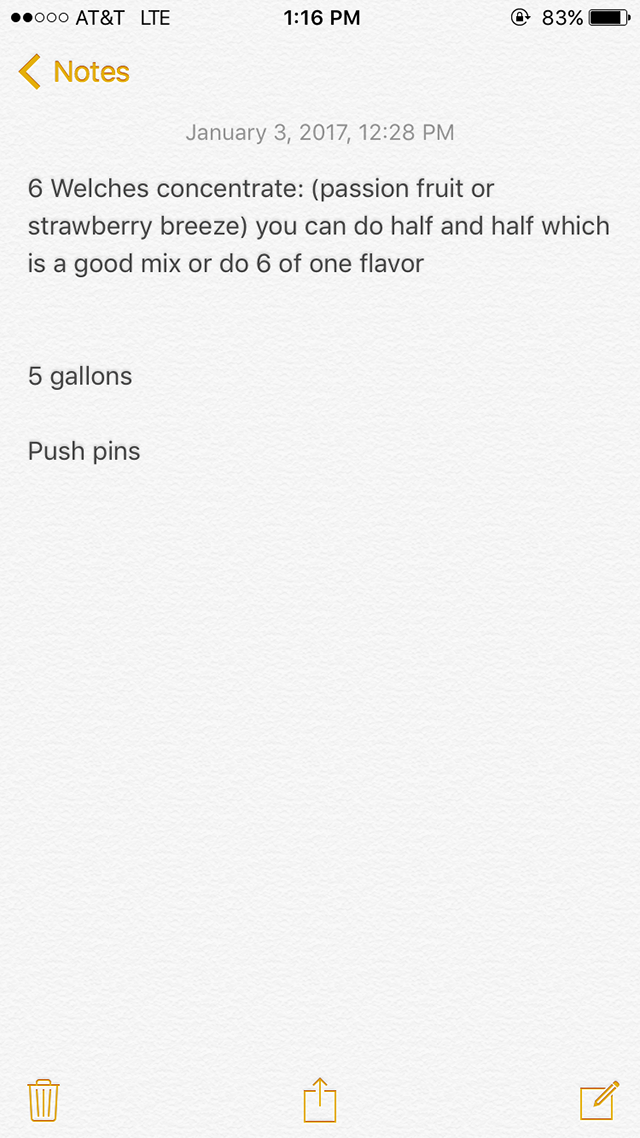 AT&T LTE 1:16 PM 83%
Notes
January 3, 2017, 12:28 PM
6 Welches concentrate: (passion fruit or
strawberry breeze) you can do half and half which
is a good mix or do 6 of one flavor
5 gallons
Push pins